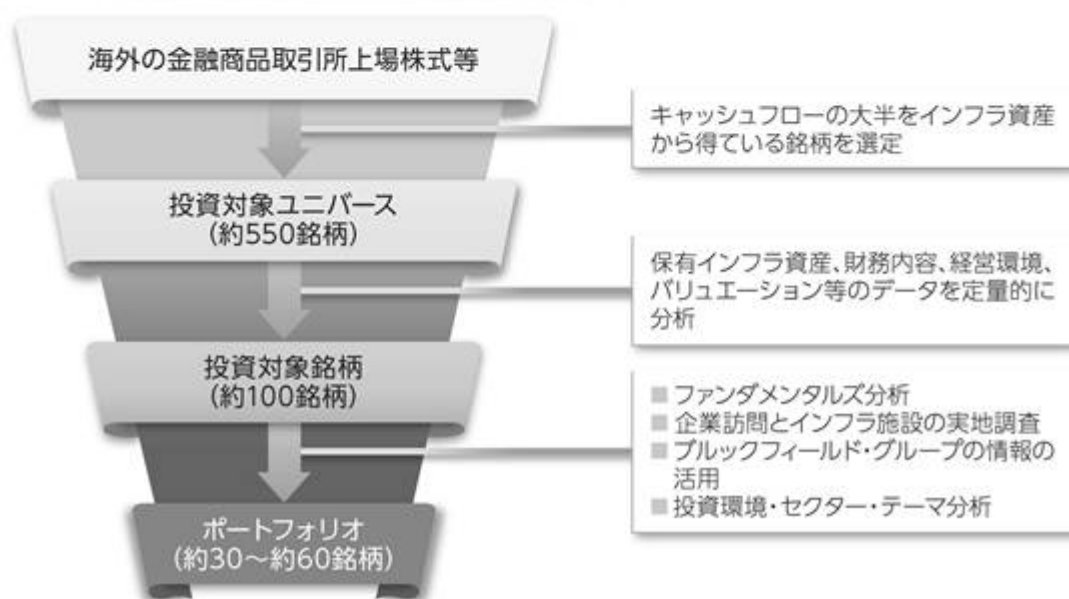 海外の金融商品取引所上場株式等
キャッシュフローの大半をインフラ資産
から得ている銘柄を選定
投資対象ユニバース
(約550銘柄)
保有インフラ資産、財務内容、経営環境、
バリュエーション等のデータを定量的に
分析
投資対象銘柄
(約100銘柄)
■ファンダメンタルズ分析
■企業訪問とインフラ施設の実地調査
■ブルックフィールド・グループの情報の
活用
■投資環境・セクター・テーマ分析
ポートフォリオ
(約30～約60銘柄)